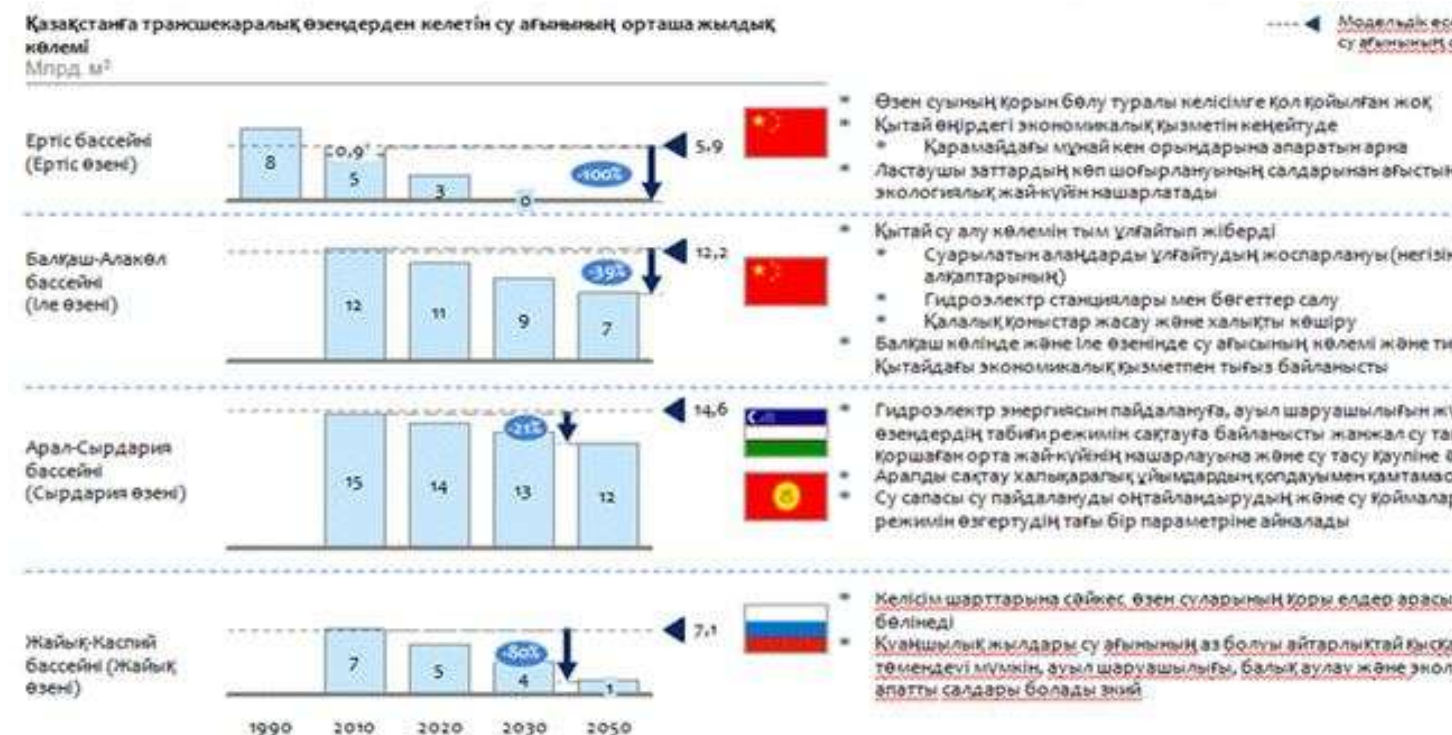 Қазақстанға трансшекаралық өзендерден келетін су ағынының орташа жылдық
көлемі
Млрд. м³
Модельдік
су ағынының
Ертіс бассейні
(Ертіс өзені)
8
0,9
5
3
0
-100%
5,9
Өзен суының қорын бөлу туралы келісімге қол қойылған жоқ
Қытай өңірдегі экономикалық қызметін кеңейтуде
Қарамайдағы мұнай кен орындарына апаратын арна
Ластаушы заттардың көп шоғырлануының салдарынан ағыстың
экологиялық жай-күйін нашарлатады
Балқаш-Алакөл
бассейні
(Іле өзені)
12
11
9
7
-39%
12,2
Қытай су алу көлемін тым ұлғайтып жіберді
Суарылатын алаңдарды ұлғайтудың жоспарлануы
алқаптарының)
Гидроэлектр станциялары мен бөгеттер салу
Қалалық қоныстар жасау және халықты көшіру
Балқаш көлінде және Іле өзенінде су ағысының көлемі және
Қытайдағы экономикалық қызметпен тығыз байланысты
Арал-Сырдария
бассейні
(Сырдария өзені)
15
14
13
12
-21%
14,6
Гидроэлектр энергиясын пайдалануға, ауыл шаруашылығын
өзендердің табиғи режимін сақтауға байланысты жанжал су
қоршаған орта жай-күйінің нашарлауына және су тасу қаупіне
Аралды сақтау халықаралық ұйымдардың қолдауымен
Су сапасы су пайдалануды оңтайландырудың және су
режимін өзгертудің тағы бір параметріне айналады
Жайық-Каспий
бассейні (Жайық
өзені)
7
5
4
1
-80%
7,1
Келісім шарттарына сәйкес өзен суларының қоры елдер
бөлінеді
Қуаңшылық жылдары су ағынының аз болуы айтарлықтай
төмендеуі мүмкін, ауыл шаруашылығы, балық аулау және
апатты салдары болады зкий
1990 2010 2020 2030 2050